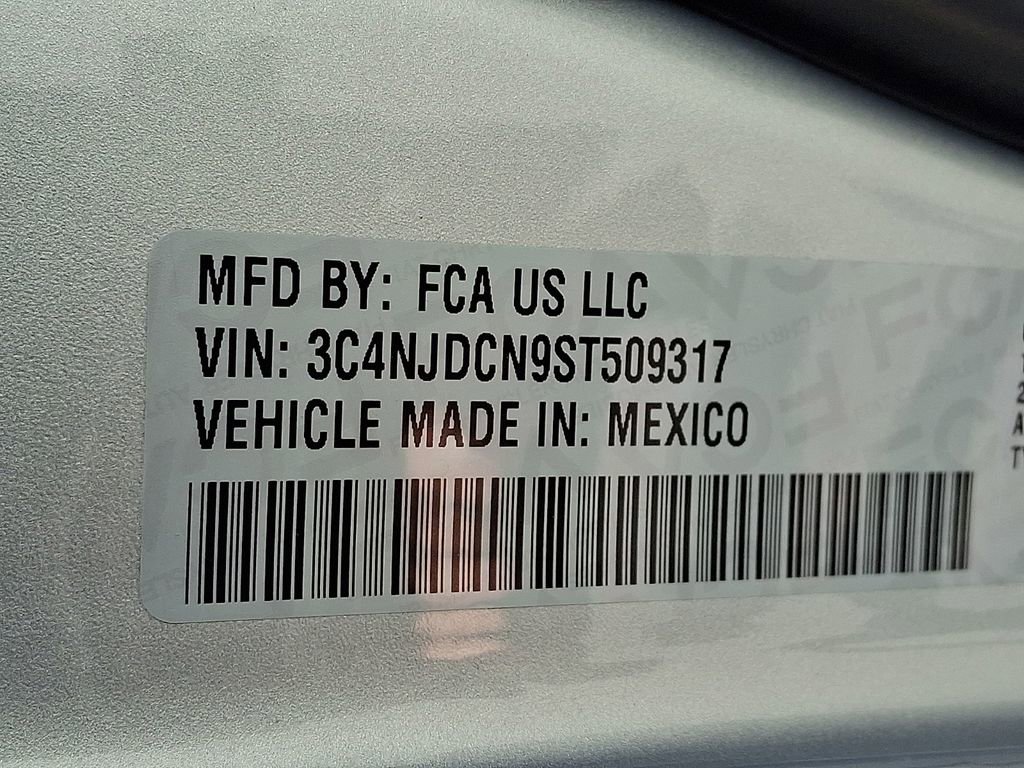 MFD BY: FCA US LLC
VIN: 3C4NJDCN9ST509317
VEHICLE MADE IN: MEXICO